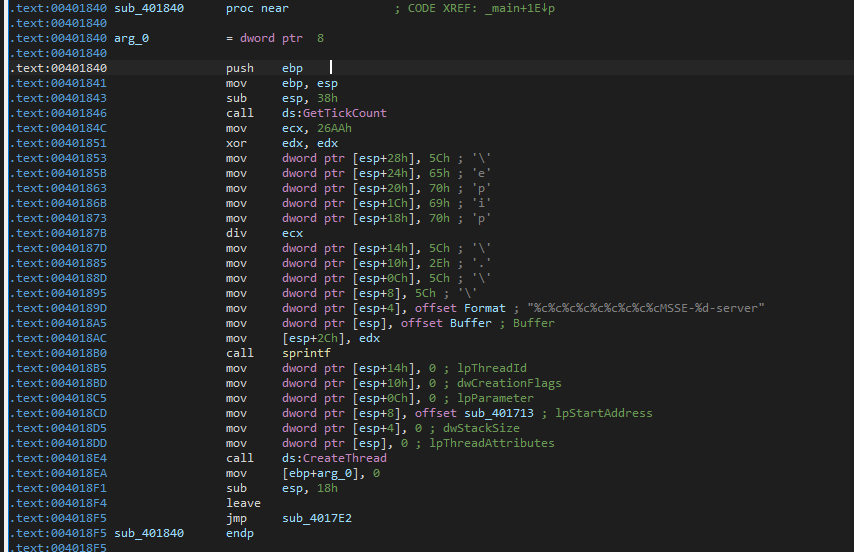 .text:00401840 sub_401840 proc near ; CODE XREF: _main+1E↓p
.text:00401840
.text:00401840 arg_0 = dword ptr 8
.text:00401840
.text:00401840 push ebp
.text:00401841 mov ebp, esp
.text:00401843 sub esp, 38h
.text:00401846 call ds:GetTickCount
.text:0040184C mov ecx, 26AAh
.text:00401851 xor edx, edx
.text:00401853 mov dword ptr [esp+28h], 5Ch ; '\'
.text:0040185B mov dword ptr [esp+24h], 65h ; 'e'
.text:00401863 mov dword ptr [esp+20h], 70h ; 'p'
.text:0040186B mov dword ptr [esp+1Ch], 69h ; 'i'
.text:00401873 mov dword ptr [esp+18h], 70h ; 'p'
.text:0040187B div ecx
.text:0040187D mov dword ptr [esp+14h], 5Ch ; '\'
.text:00401885 mov dword ptr [esp+10h], 2Eh ; '.'
.text:0040188D mov dword ptr [esp+0Ch], 5Ch ; '\'
.text:00401895 mov dword ptr [esp+8], 5Ch ; '\'
.text:0040189D mov dword ptr [esp+4], offset Format ; "%c%c%c%c%c%c%c%c%cMSSE-%d-server"
.text:004018A5 mov dword ptr [esp], offset Buffer ; Buffer
.text:004018AC mov [esp+2Ch], edx
.text:004018B0 call sprintf
.text:004018B5 mov dword ptr [esp+14h], 0 ; lpThreadId
.text:004018BD mov dword ptr [esp+10h], 0 ; dwCreationFlags
.text:004018C5 mov dword ptr [esp+0Ch], 0 ; lpParameter
.text:004018CD mov dword ptr [esp+8], offset sub_401713 ; lpStartAddress
.text:004018D5 mov dword ptr [esp+4], 0 ; dwStackSize
.text:004018DD mov dword ptr [esp], 0 ; lpThreadAttributes
.text:004018E4 call ds:CreateThread
.text:004018EA mov [ebp+arg_0], 0
.text:004018F1 sub esp, 18h
.text:004018F4 leave
.text:004018F5 jmp sub_4017E2
.text:004018F5 sub_401840 endp
.text:004018F5